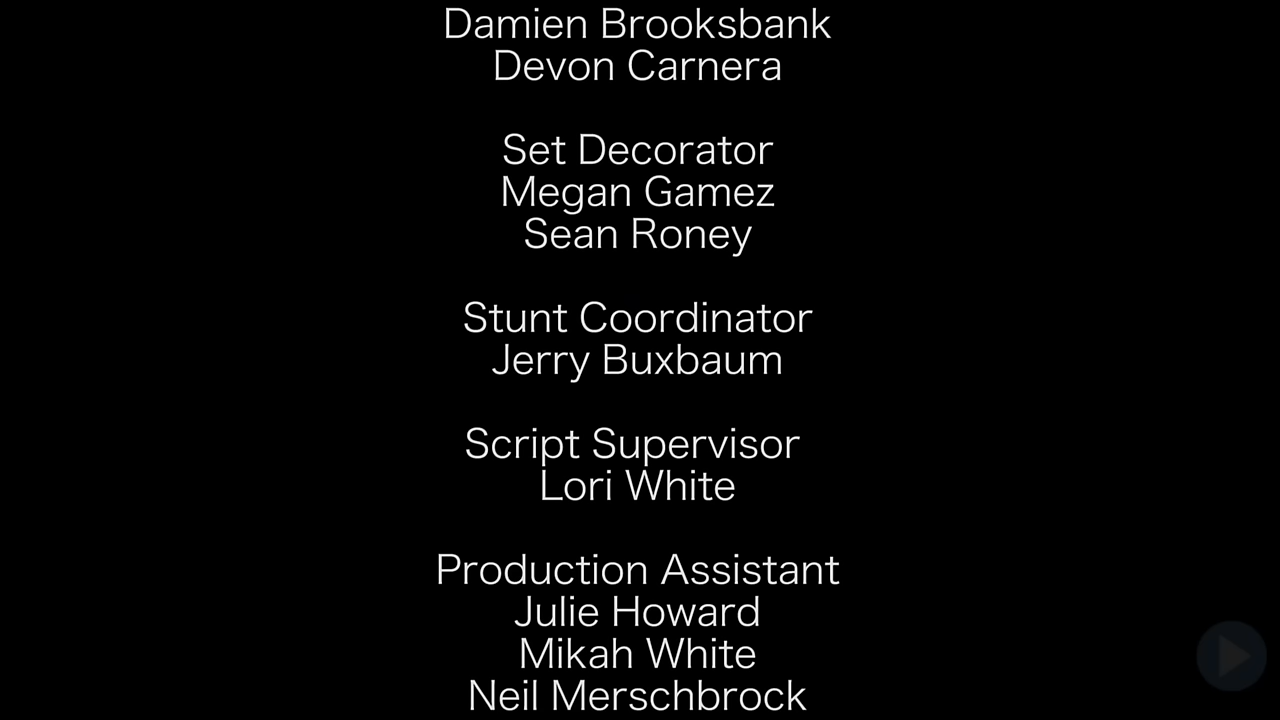 Damien Brooksbank
Devon Carnera
Set Decorator
Megan Gamez
Sean Roney
Stunt Coordinator
Jerry Buxbaum
Script Supervisor
Lori White
Production Assistant
Julie Howard
Mikah White
Neil Merschbrock